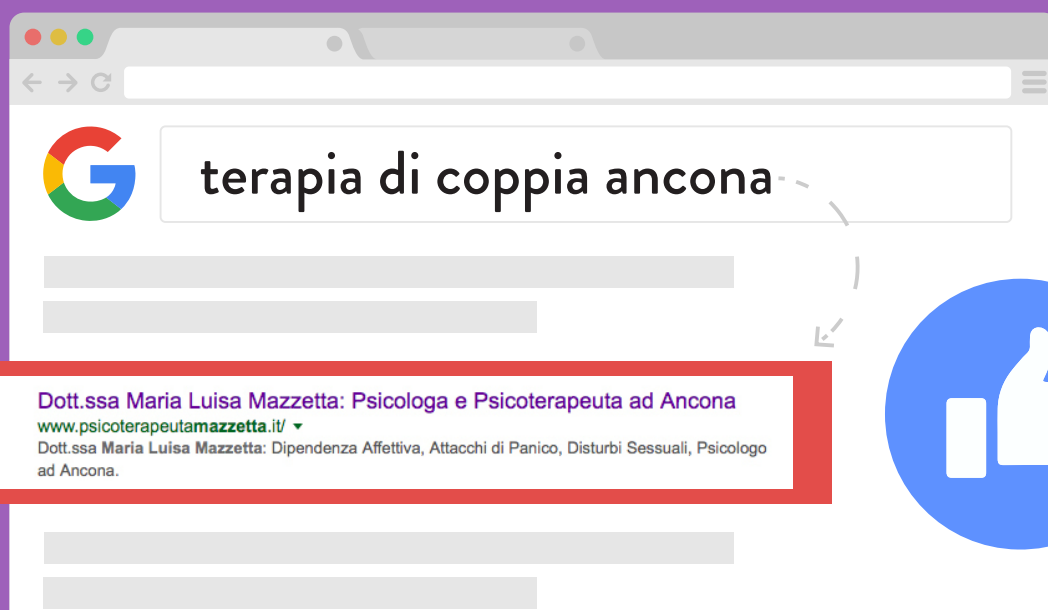 terapia di coppia ancona
Dott.ssa Maria Luisa Mazzetta: Psicologa e Psicoterapeuta ad Ancona
www.psicoterapeutamazzetta.it/
Dott.ssa Maria Luisa Mazzetta: Dipendenza Affettiva, Attacchi di Panico, Disturbi Sessuali, Psicologo
ad Ancona.